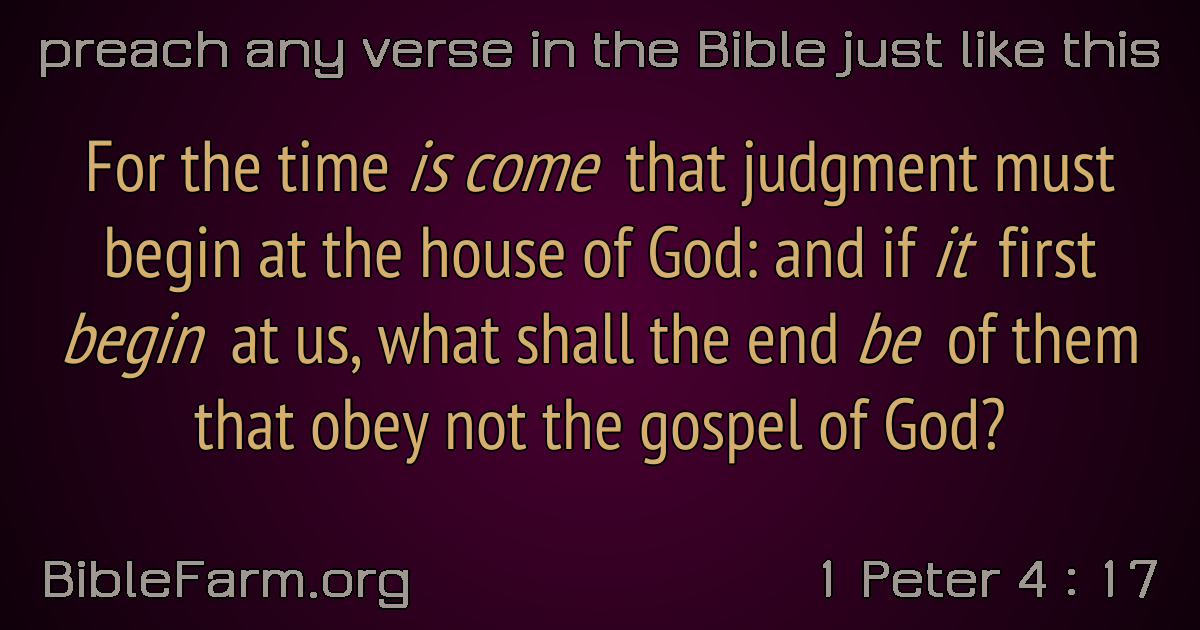 preach any verse in the Bible just like this
For the time is come that judgment must
begin at the house of God: and if it first
begin at us, what shall the end be of them
that obey not the gospel of God?
BibleFarm.org
1 Peter 4 : 17